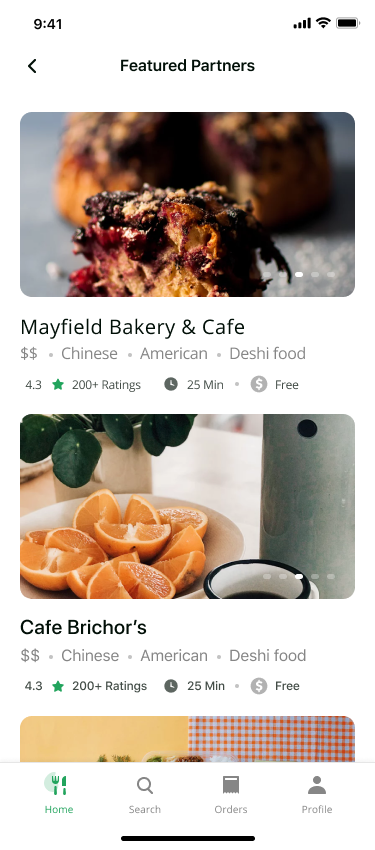 9:41
Featured Partners
Mayfield Bakery & Cafe
$$ • Chinese • American • Deshi food
4.3 200+ Ratings 25 Min • $ Free
Cafe Brichor’s
$$ • Chinese • American • Deshi food
4.3 200+ Ratings 25 Min • $ Free
Home Search Orders Profile